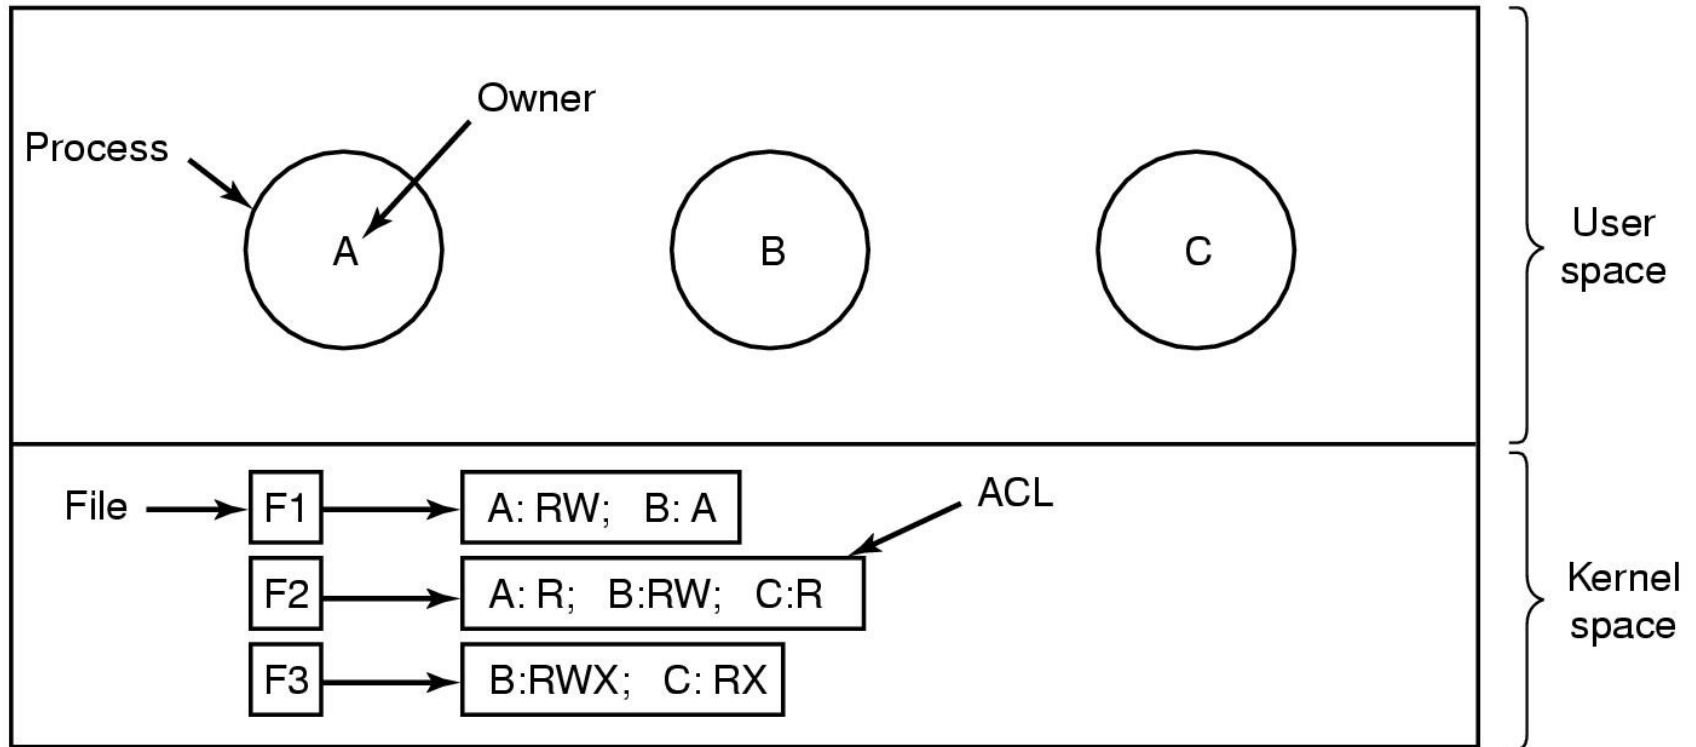 Owner
Process
A
B
C
User
space
File
F1
A: RW; B: A
ACL
F2
A: R; B:RW; C:R
F3
B:RWX; C: RX
Kernel
space